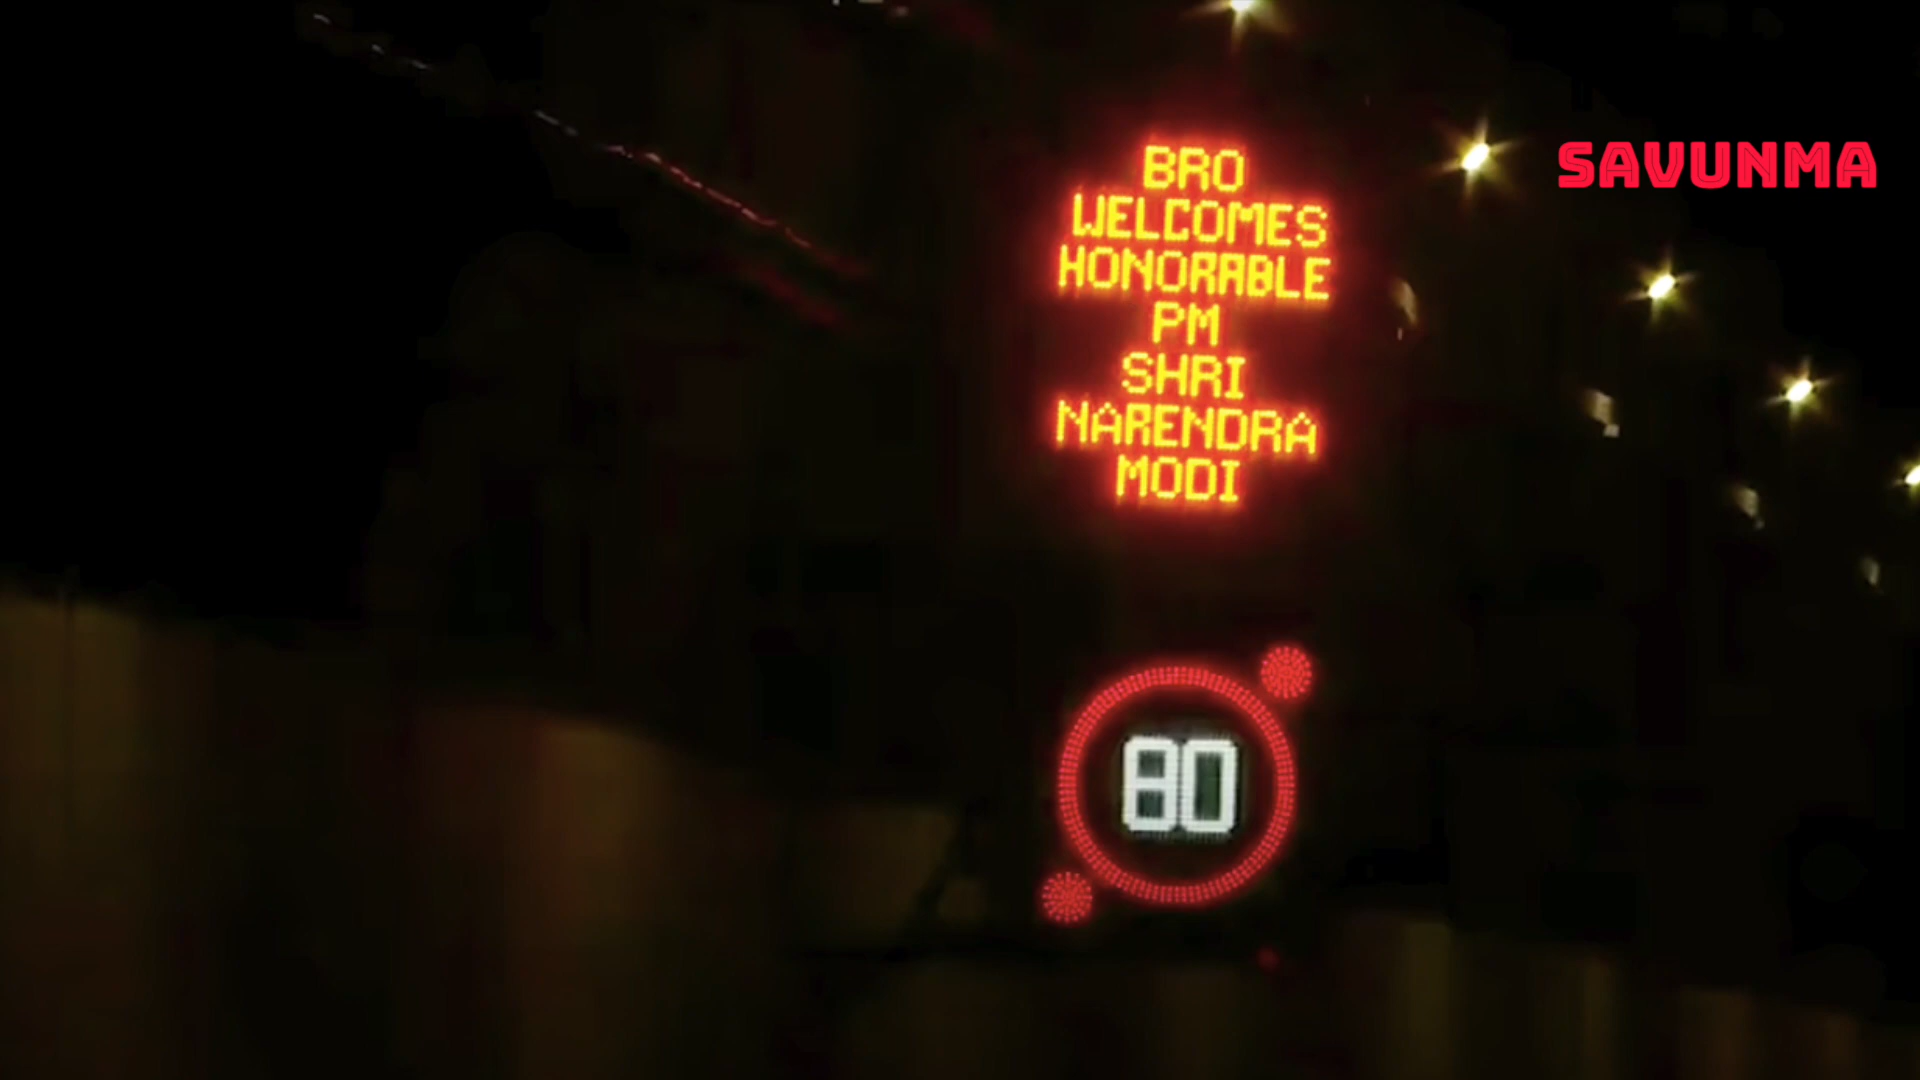 BRO
WELCOMES
HONORABLE
PM
SHRI
NARENDRA
MODI
SAVUNMA
80